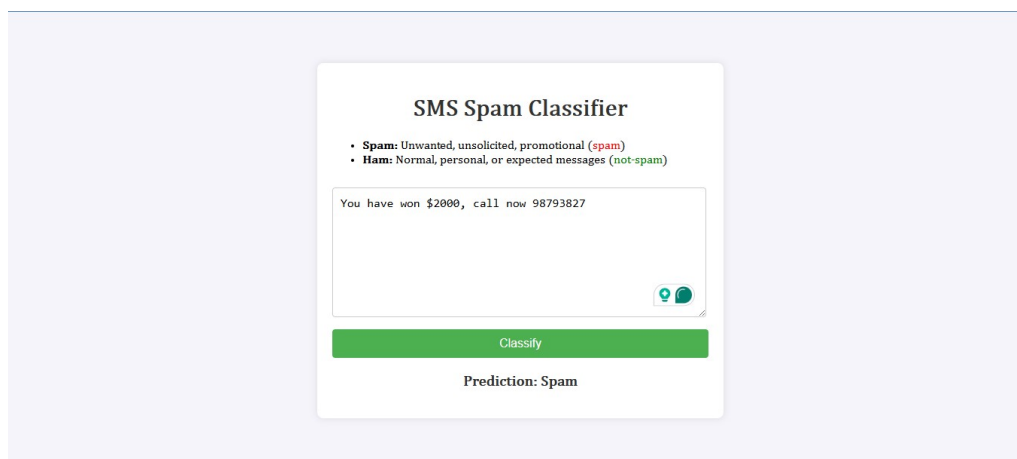 SMS Spam Classifier
Spam: Unwanted, unsolicited, promotional (spam)
Ham: Normal, personal, or expected messages (not-spam)
You have won $2000, call now 98793827
Classify
Prediction: Spam